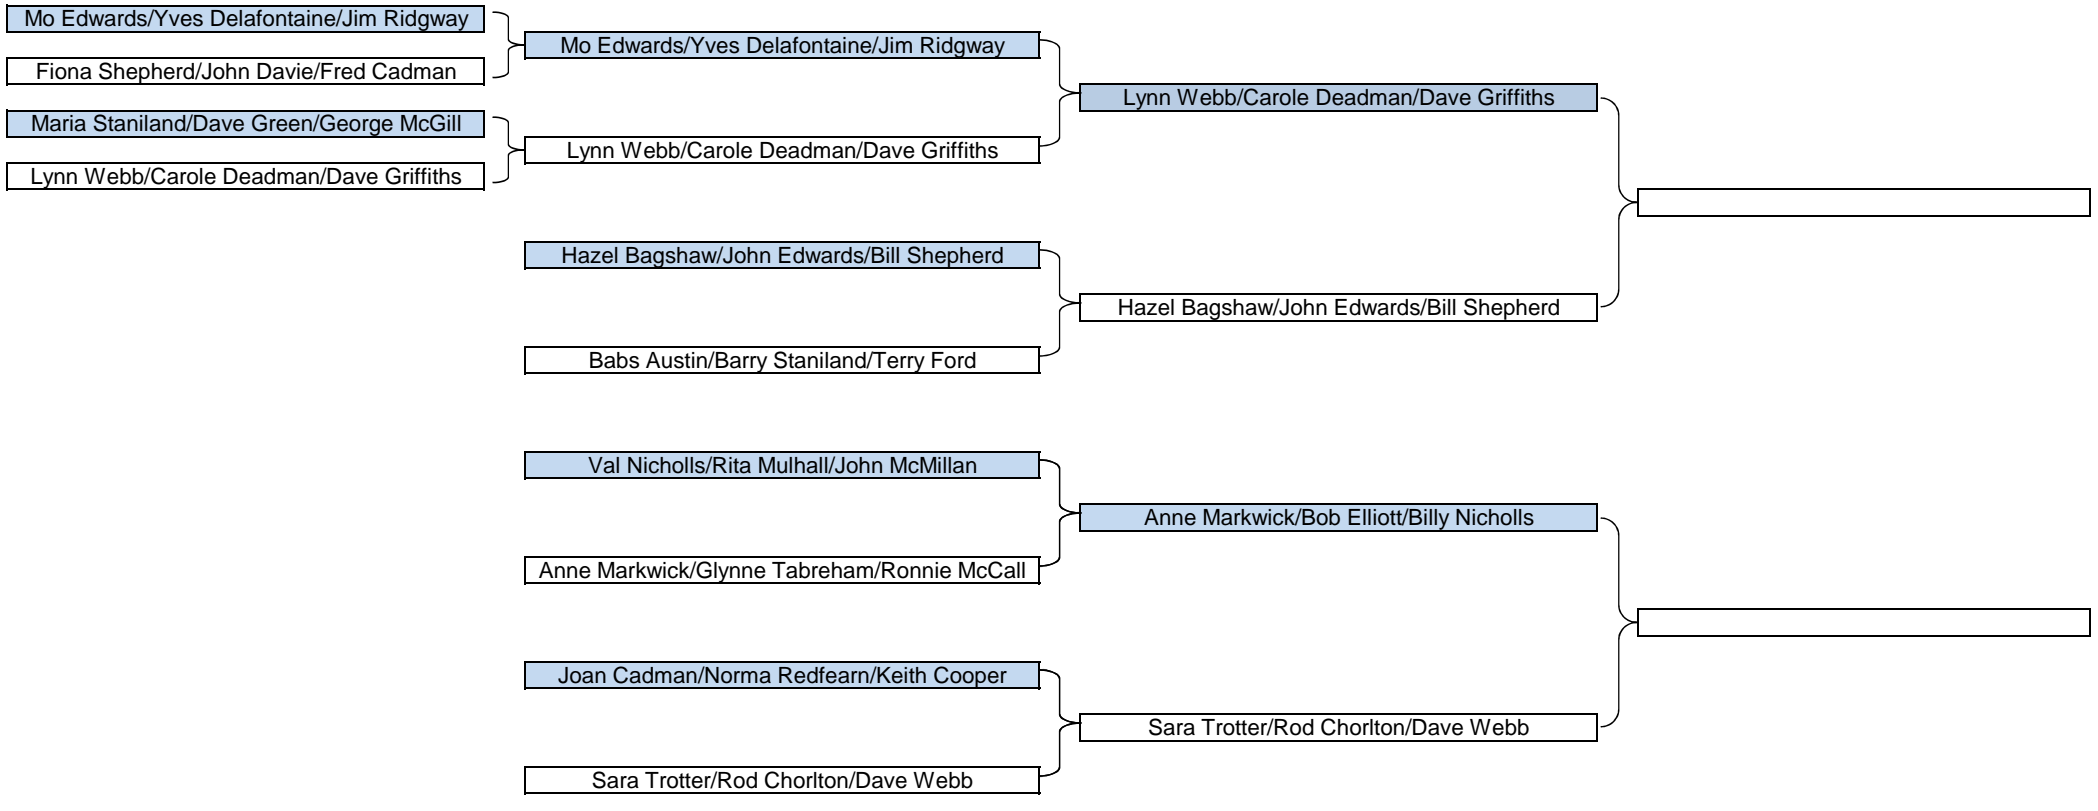 Mo Edwards/Yves Delafontaine/Jim Ridgway
Fiona Shepherd/John Davie/Fred Cadman
Maria Staniland/Dave Green/George McGill
Lynn Webb/Carole Deadman/Dave Griffiths
Mo Edwards/Yves Delafontaine/Jim Ridgway
Lynn Webb/Carole Deadman/Dave Griffiths
Hazel Bagshaw/John Edwards/Bill Shepherd
Babs Austin/Barry Staniland/Terry Ford
Val Nicholls/Rita Mulhall/John McMillan
Anne Markwick/Glynne Tabreham/Ronnie McCall
Joan Cadman/Norma Redfearn/Keith Cooper
Sara Trotter/Rod Chorlton/Dave Webb
Lynn Webb/Carole Deadman/Dave Griffiths
Hazel Bagshaw/John Edwards/Bill Shepherd
Anne Markwick/Bob Elliott/Billy Nicholls
Sara Trotter/Rod Chorlton/Dave Webb